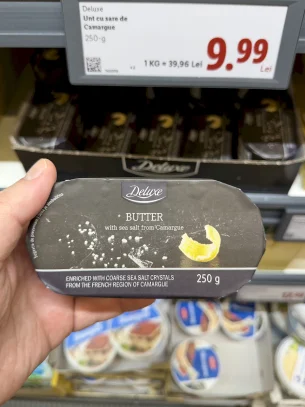 Deluxe
Unt cu sare de
Camargue
250-g
1 KG = 39,96 Lei
9.99
Lei
Deluxe
Deluxe
BUTTER
with sea salt from Camargue
ENRICHED WITH COARSE SEA SALT CRYSTALS
FROM THE FRENCH REGION OF CAMARGUE
250 g